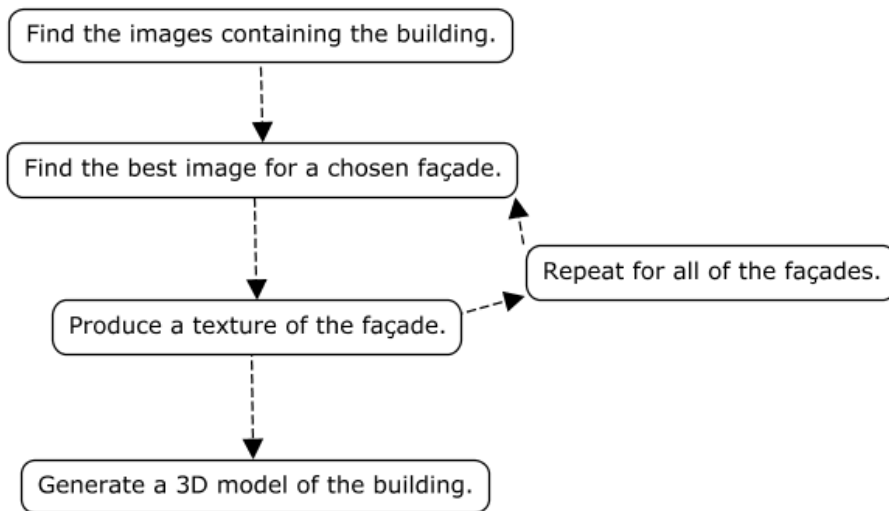 Find the images containing the building.
Find the best image for a chosen façade.
Repeat for all of the façades.
Produce a texture of the façade.
Generate a 3D model of the building.